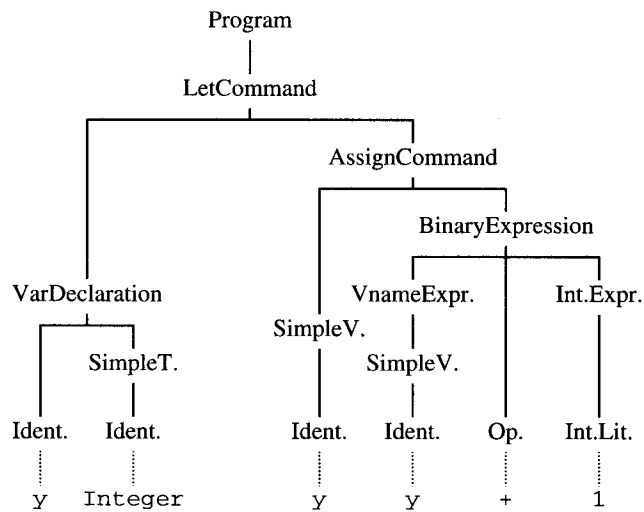 Program
LetCommand
AssignCommand
BinaryExpression
VarDeclaration VnameExpr. Int.Expr.
SimpleV.
SimpleT. SimpleV.
Ident. Ident. Ident. Ident. Op. Int.Lit.
y Integer y y + 1